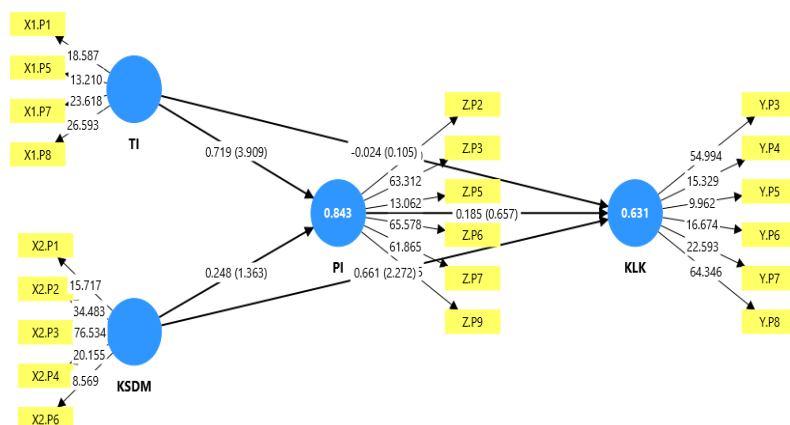 X1.P1
18.587
X1.P5
13.210
X1.P7
23.618
26.593
X1.P8
TI
0.719 (3.909)
-0.024 (0.105)
Z.P2
Z.P3
63.312
Z.P5
13.062
0.843
0.185 (0.657)
65.578
Z.P6
61.865
PI
Z.P7
Z.P9
0.631
KLK
Y.P3
54.994
Y.P4
15.329
Y.P5
9.962
16.674
Y.P6
22.593
Y.P7
64.346
Y.P8
X2.P1
15.717
X2.P2
34.483
X2.P3
76.534
20.155
X2.P4
8.569
X2.P6
KSDM
0.248 (1.363)
0.661 (2.272)